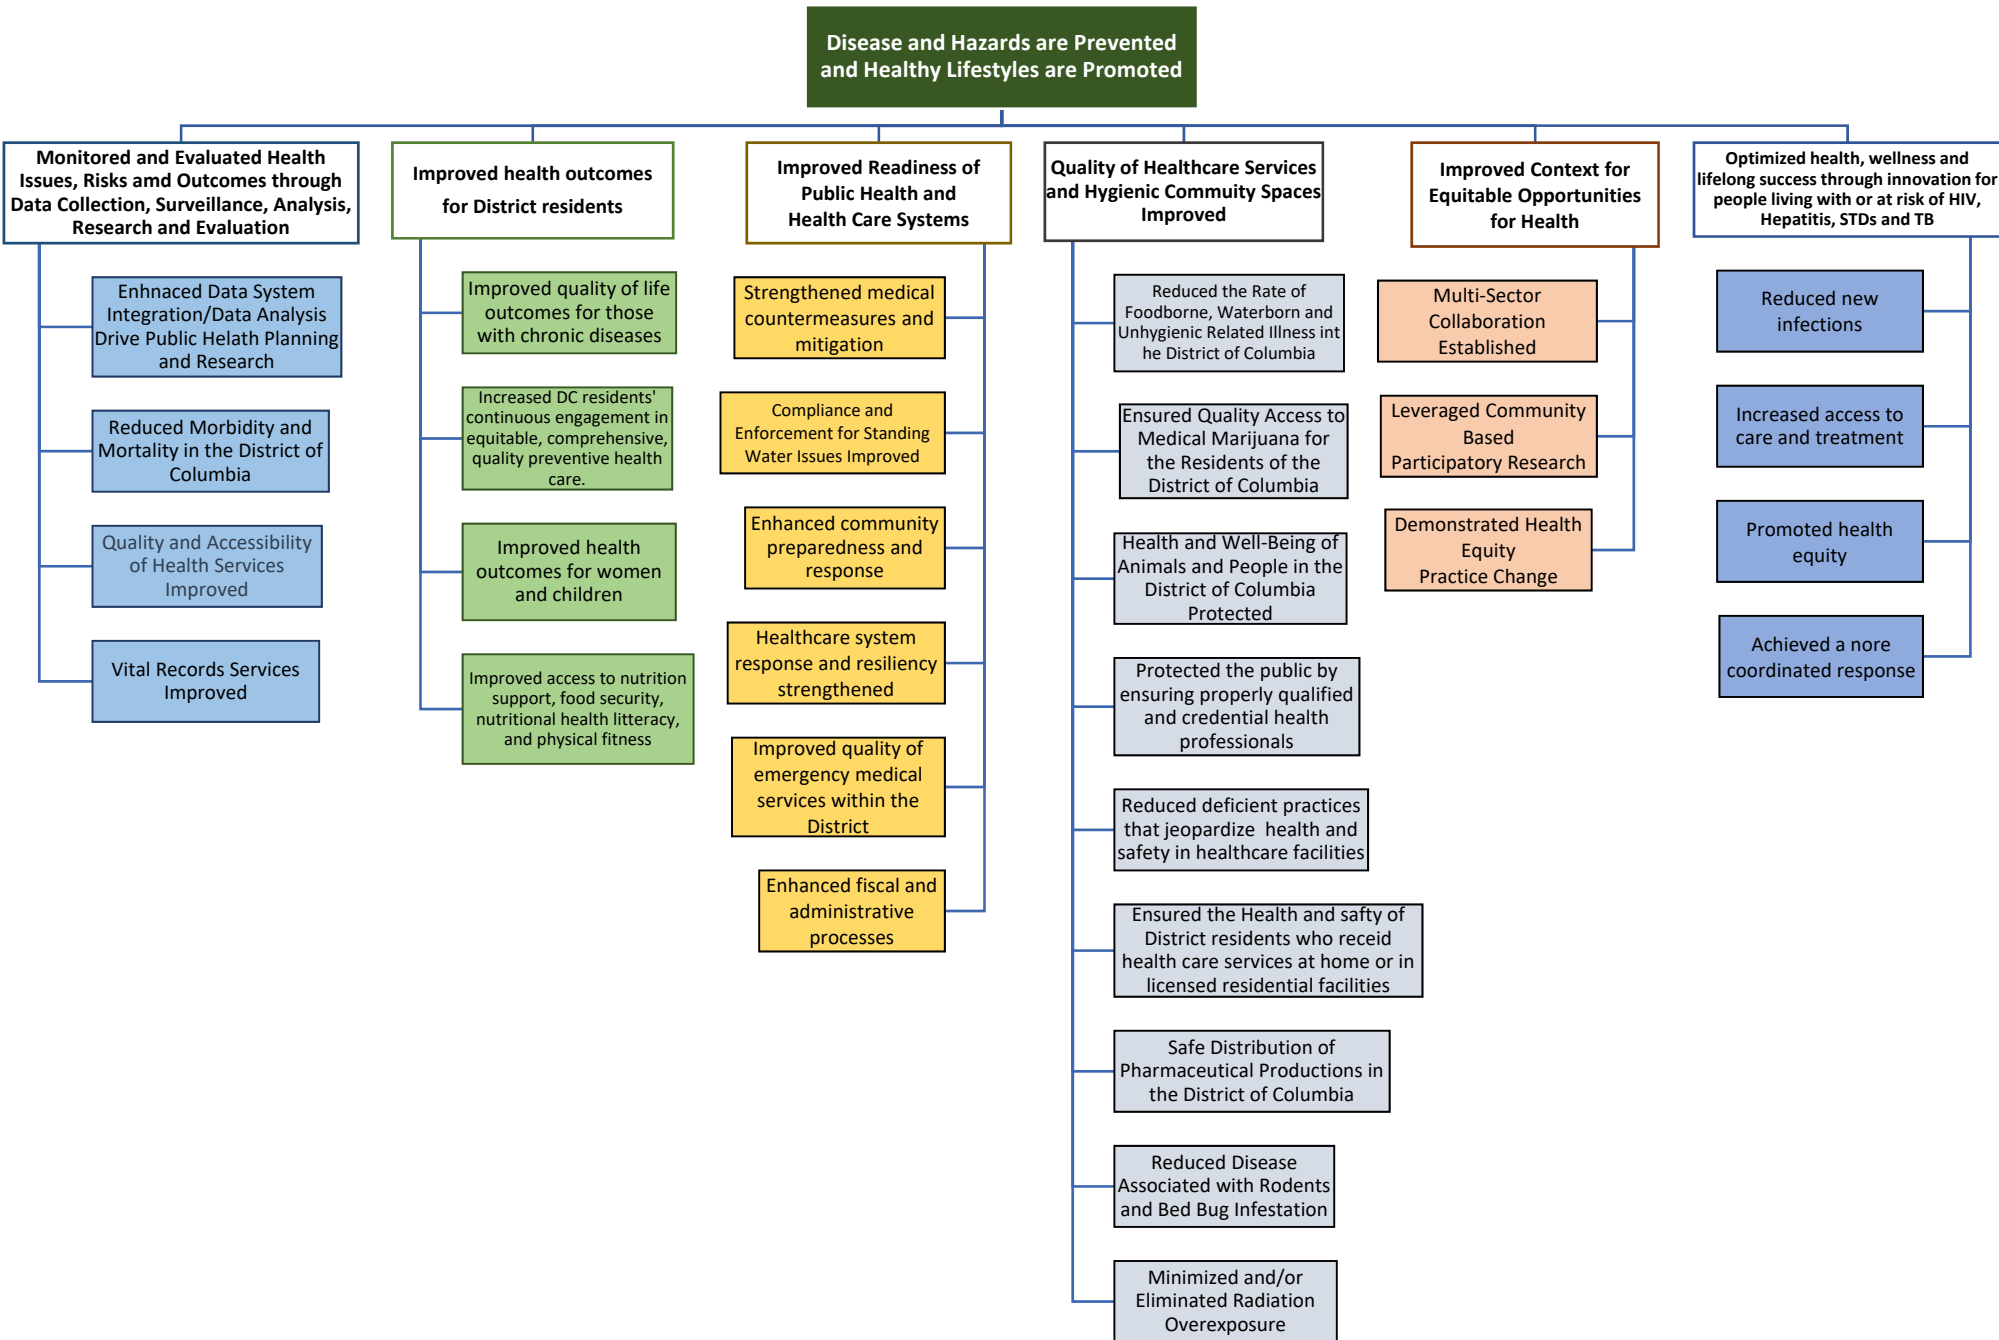 Disease and Hazards are Prevented
and Healthy Lifestyles are Promoted
Monitored and Evaluated Health
Issues, Risks amd Outcomes through
Data Collection, Surveillance, Analysis,
Research and Evaluation
Enhnaced Data System
Integration/Data Analysis
Drive Public Helath Planning
and Research
Reduced Morbidity and
Mortality in the District of
Columbia
Quality and Accessibility
of Health Services
Improved
Vital Records Services
Improved
Improved health outcomes
for District residents
Improved quality of life
outcomes for those
with chronic diseases
Increased DC residents'
continuous engagement in
equitable, comprehensive,
quality preventive health
care.
Improved health
outcomes for women
and children
Improved access to nutrition
support, food security,
nutritional health litteracy,
and physical fitness
Improved Readiness of
Public Health and
Health Care Systems
Strengthened medical
countermeasures and
mitigation
Compliance and
Enforcement for Standing
Water Issues Improved
Enhanced community
preparedness and
response
Healthcare system
response and resiliency
strengthened
Improved quality of
emergency medical
services within the
District
Enhanced fiscal and
administrative
processes
Quality of Healthcare Services
and Hygienic Commuity Spaces
Improved
Reduced the Rate of
Foodborne, Waterborn and
Unhygienic Related Illness int
he District of Columbia
Ensured Quality Access to
Medical Marijuana for
the Residents of the
District of Columbia
Health and Well-Being of
Animals and People in the
District of Columbia
Protected
Protected the public by
ensuring properly qualified
and credential health
professionals
Reduced deficient practices
that jeopardize  health and
safety in healthcare facilities
Ensured the Health and safty of
District residents who receid
health care services at home or in
licensed residential facilities
Safe Distribution of
Pharmaceutical Productions in
the District of Columbia
Reduced Disease
Associated with Rodents
and Bed Bug Infestation
Minimized and/or
Eliminated Radiation
Overexposure
Improved Context for
Equitable Opportunities
for Health
Multi-Sector
Collaboration
Established
Leveraged Community
Based
Participatory Research
Demonstrated Health
Equity
Practice Change
Optimized health, wellness and
lifelong success through innovation for
people living with or at risk of HIV,
Hepatitis, STDs and TB
Reduced new
infections
Increased access to
care and treatment
Promoted health
equity
Achieved a nore
coordinated response